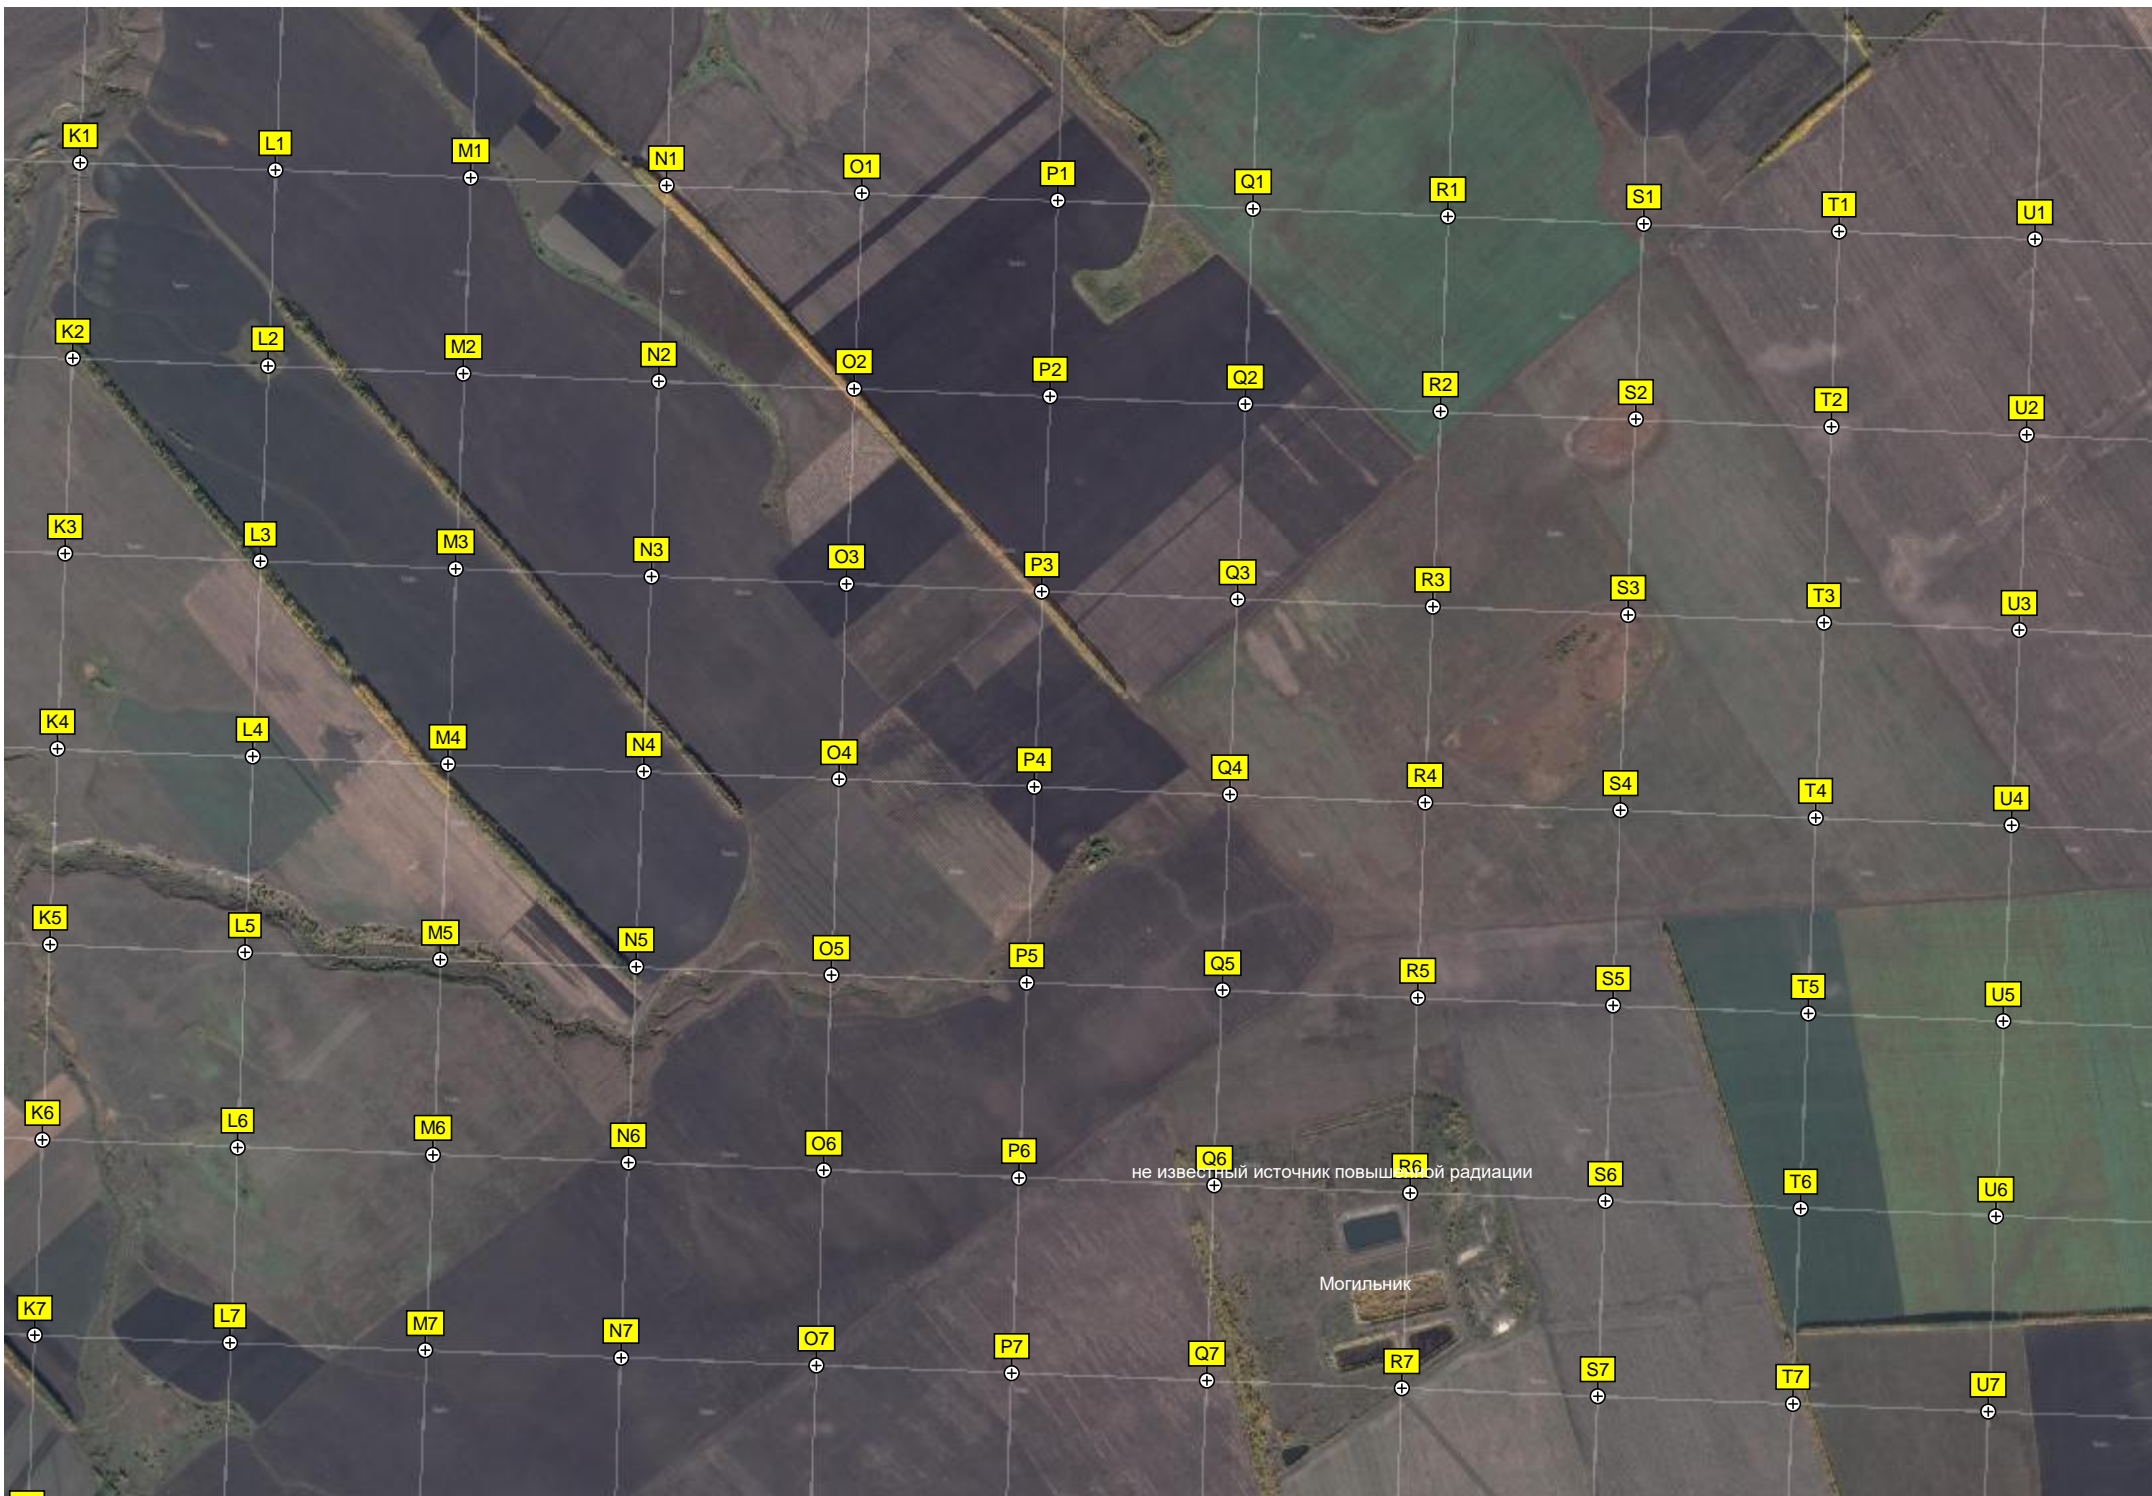 K1 L1 M1 N1 O1 P1 Q1 R1 S1 T1 U1
K2 L2 M2 N2 O2 P2 Q2 R2 S2 T2 U2
K3 L3 M3 N3 O3 P3 Q3 R3 S3 T3 U3
K4 L4 M4 N4 O4 P4 Q4 R4 S4 T4 U4
K5 L5 M5 N5 O5 P5 Q5 R5 S5 T5 U5
K6 L6 M6 N6 O6 P6 Q6 R6 S6 T6 U6
не известный источник повышенной радиации
Могильник
K7 L7 M7 N7 O7 P7 Q7 R7 S7 T7 U7